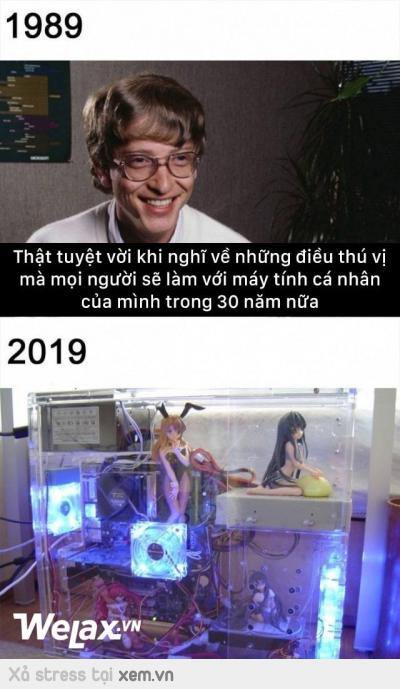 1989
Thật tuyệt vời khi nghĩ về những điều thú vị
mà mọi người sẽ làm với máy tính cá nhân
của mình trong 30 năm nữa
2019
WeLax.VN
Xả stress tại xem.vn